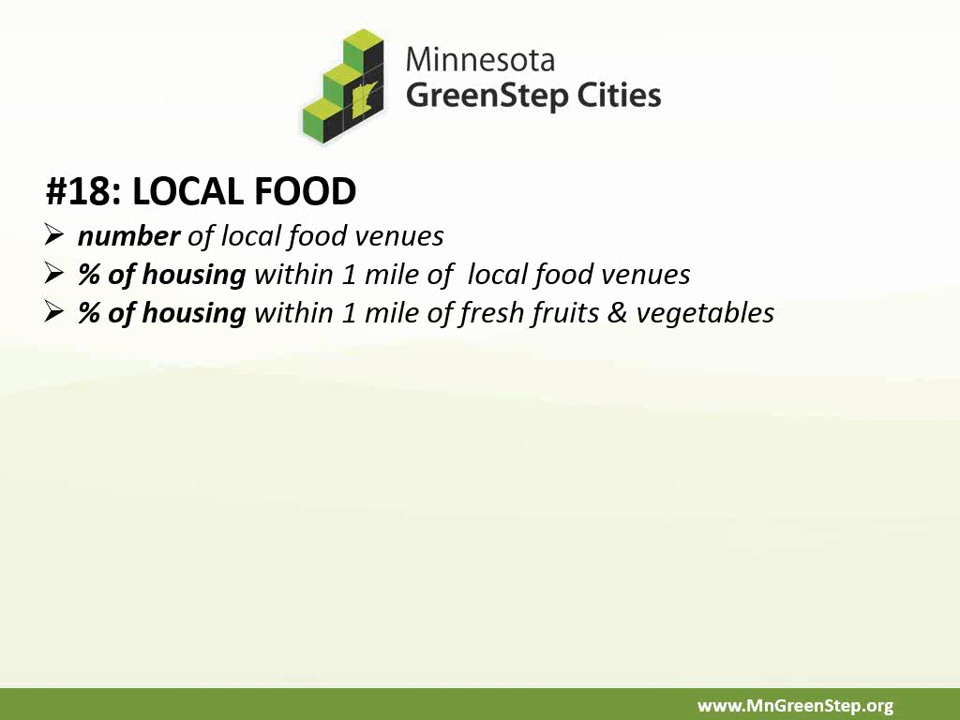 Minnesota
GreenStep Cities
#18: LOCAL FOOD
➢ number of local food venues
➢ % of housing within 1 mile of  local food venues
➢ % of housing within 1 mile of fresh fruits & vegetables
www.MnGreenStep.org